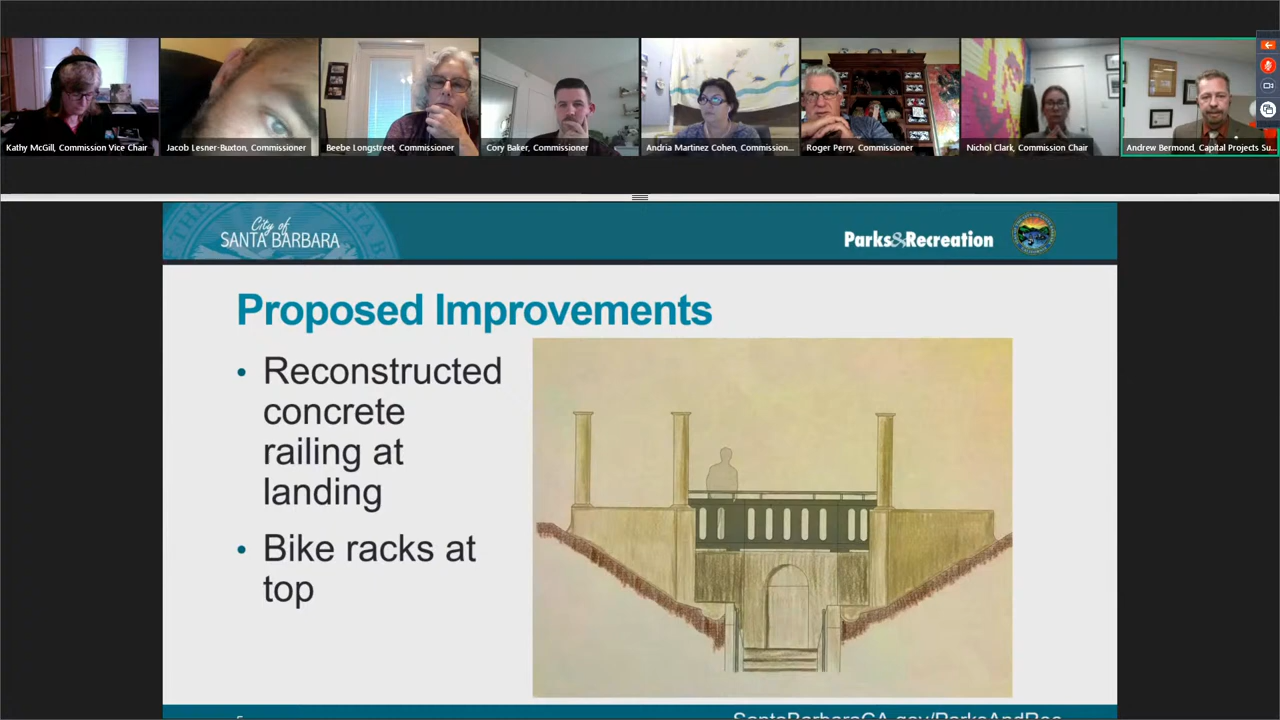 Kathy McGill, Commission Vice Chair
Jacob Lesner-Buxton, Commissioner
Beebe Longstreet, Commissioner
Cory Baker, Commissioner
Andria Martinez Cohen, Commission...
Roger Perry, Commissioner
Nichol Clark, Commission Chair
Andrew Bermond, Capital Projects Su...
City of
SANTA BARBARA
Parks&Recreation
Proposed Improvements
• Reconstructed
concrete
railing at
landing
• Bike racks at
top
SantaBarbaraCA.gov/ParksAndRec